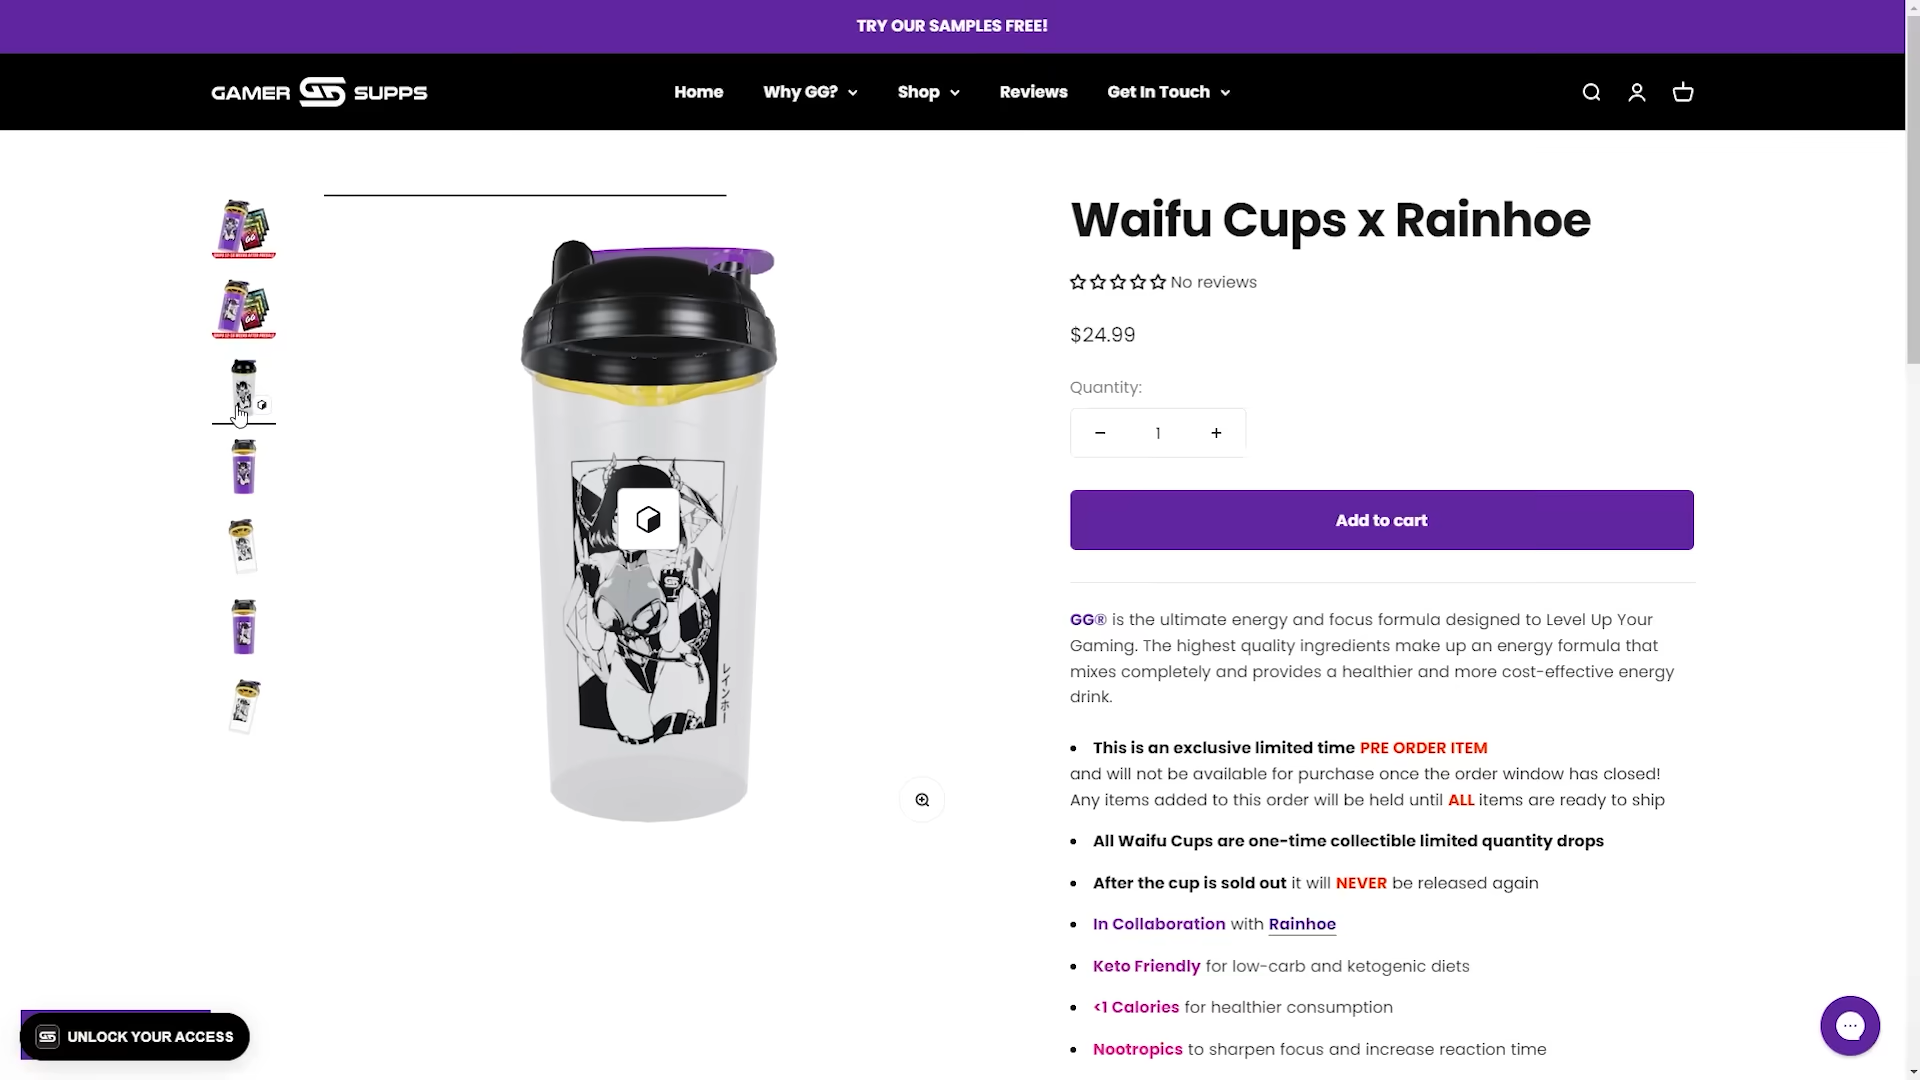 TRY OUR SAMPLES FREE!
GAMER SUPPS
Home
Why GG?
Shop
Reviews
Get In Touch
Waifu Cups x Rainhoe
No reviews
$24.99
Quantity:
- 1 +
Add to cart
GG® is the ultimate energy and focus formula designed to Level Up Your
Gaming. The highest quality ingredients make up an energy formula that
mixes completely and provides a healthier and more cost-effective energy
drink.
• This is an exclusive limited time PRE ORDER ITEM
and will not be available for purchase once the order window has closed!
Any items added to this order will be held until ALL items are ready to ship
• All Waifu Cups are one-time collectible limited quantity drops
• After the cup is sold out it will NEVER be released again
• In Collaboration with Rainhoe
• Keto Friendly for low-carb and ketogenic diets
• <1 Calories for healthier consumption
• Nootropics to sharpen focus and increase reaction time
レインホー
UNLOCK YOUR ACCESS